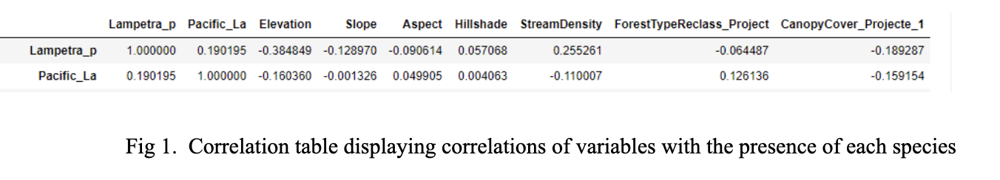 Lampetra_p Pacific_La Elevation Slope Aspect Hillshade StreamDensity ForestTypeReclass_Project CanopyCover_Projecte_1
Lampetra_p 1.000000 0.190195 -0.384849 -0.128970 -0.090614 0.057068 0.255261 -0.064487 -0.189287
Pacific_La 0.190195 1.000000 -0.160360 -0.001326 0.049905 0.004063 -0.110007 0.126136 -0.159154
Fig 1. Correlation table displaying correlations of variables with the presence of each species